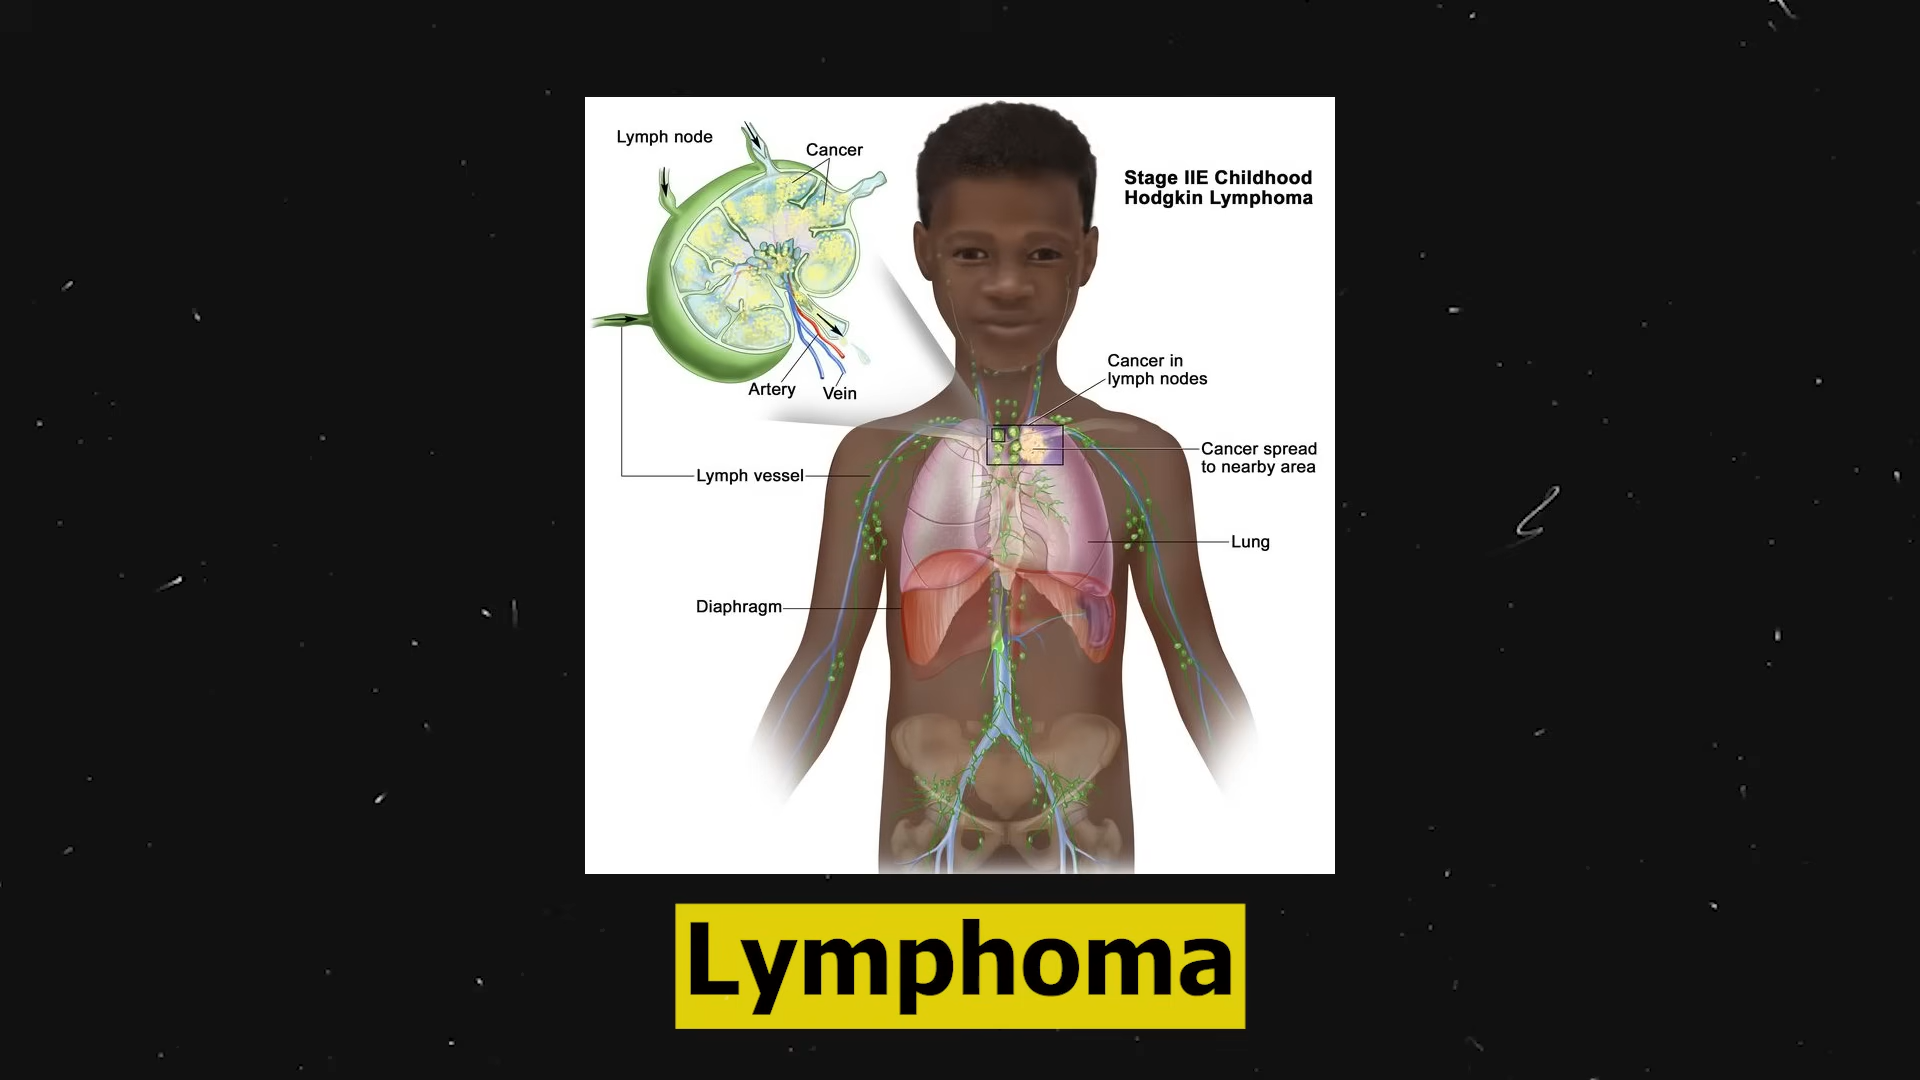 Lymph node
Cancer
Stage IIE Childhood
Hodgkin Lymphoma
Cancer in
lymph nodes
Artery
Vein
Cancer spread
to nearby area
Lymph vessel
Lung
Diaphragm
Lymphoma